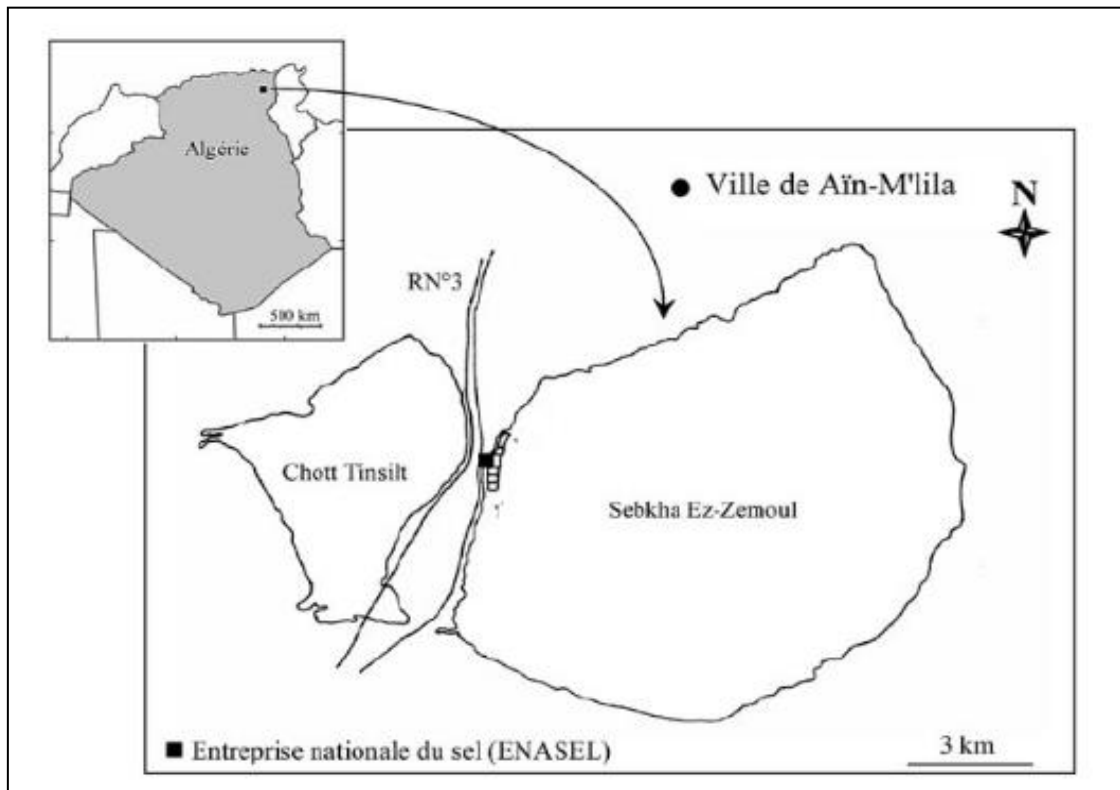 Algérie
500 km
Ville de Aïn-M'lila
N
RN°3
Chott Tinsilt
Sebkha Ez-Zemoul
Entreprise nationale du sel (ENASEL)
3 km